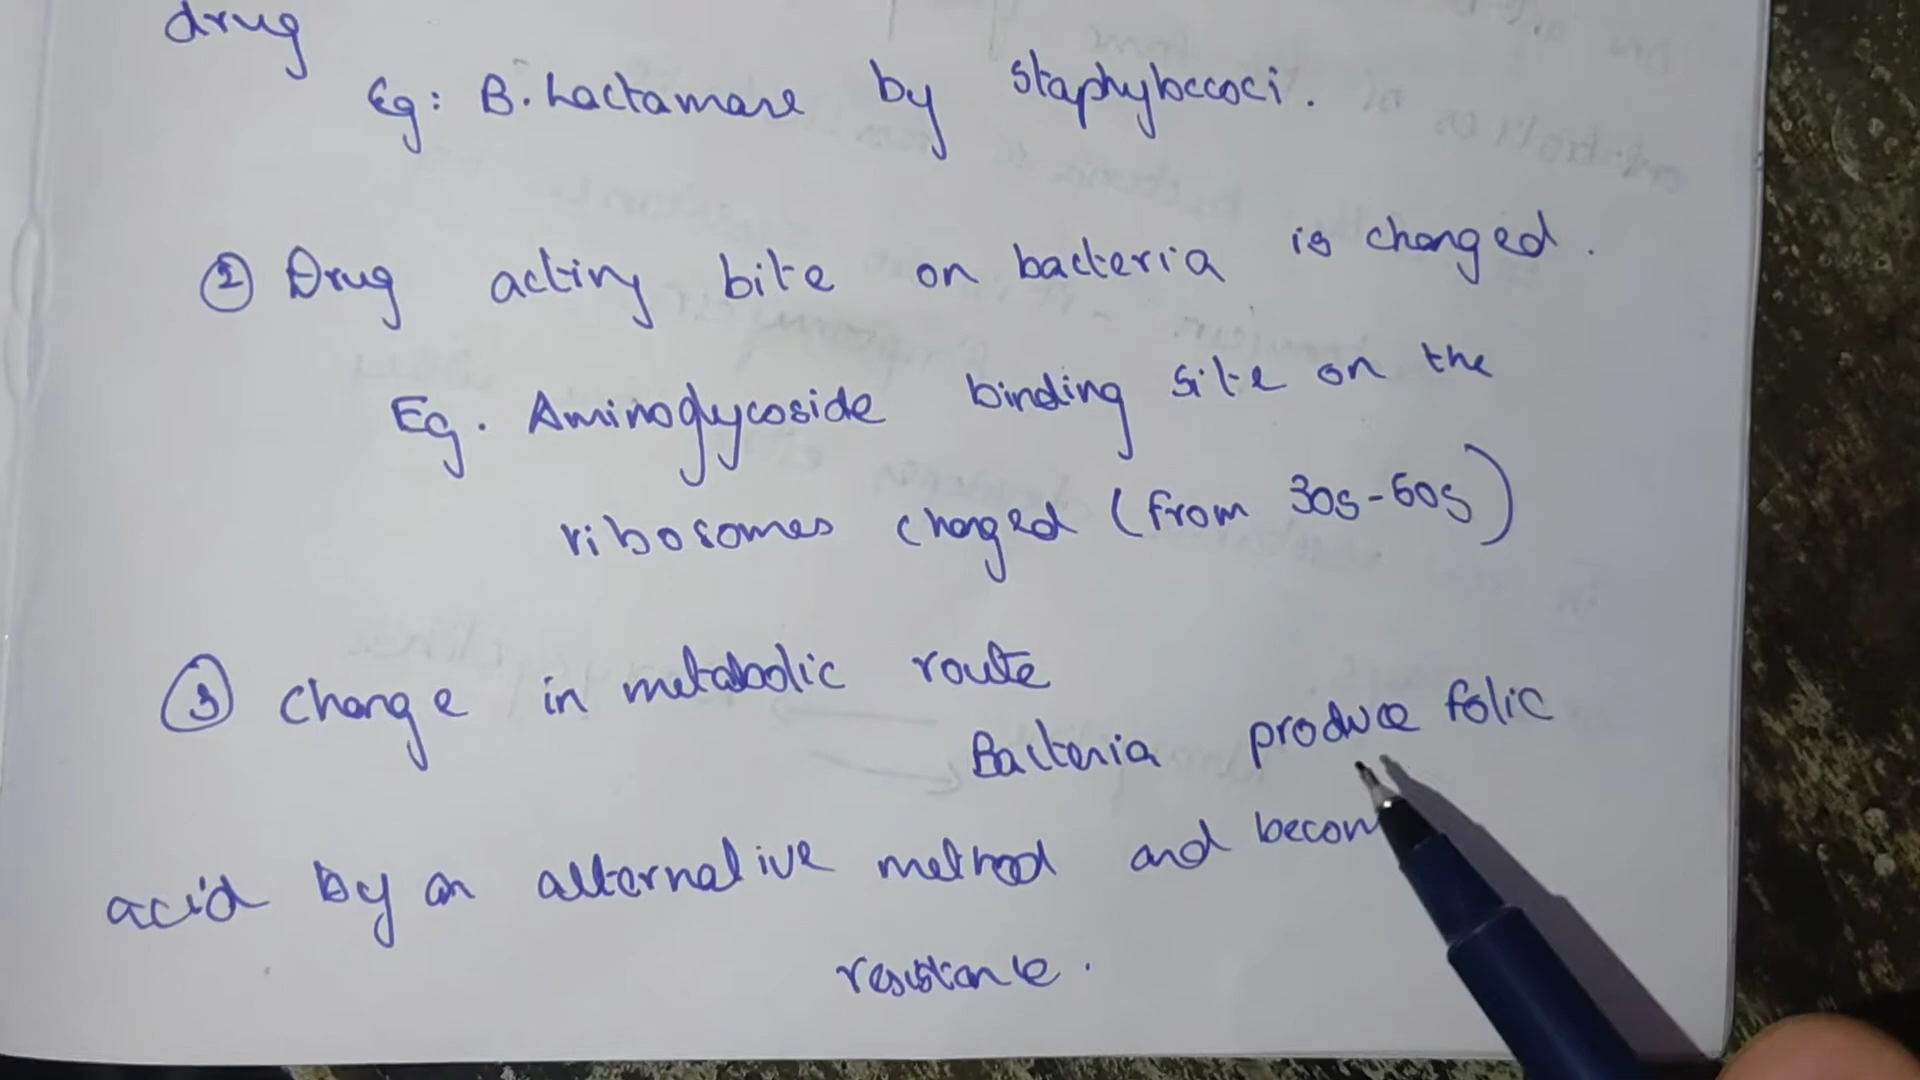 drug
Eg: B. Lactamase by Staphylococci.
② Drug acting bite on bacteria is changed.
Eg. Aminoglycoside binding site on the
ribosomes changed (from 30s-60s)
③ Change in metabolic route
Bacteria produce folic
acid by an alternative method and becom
resistance.